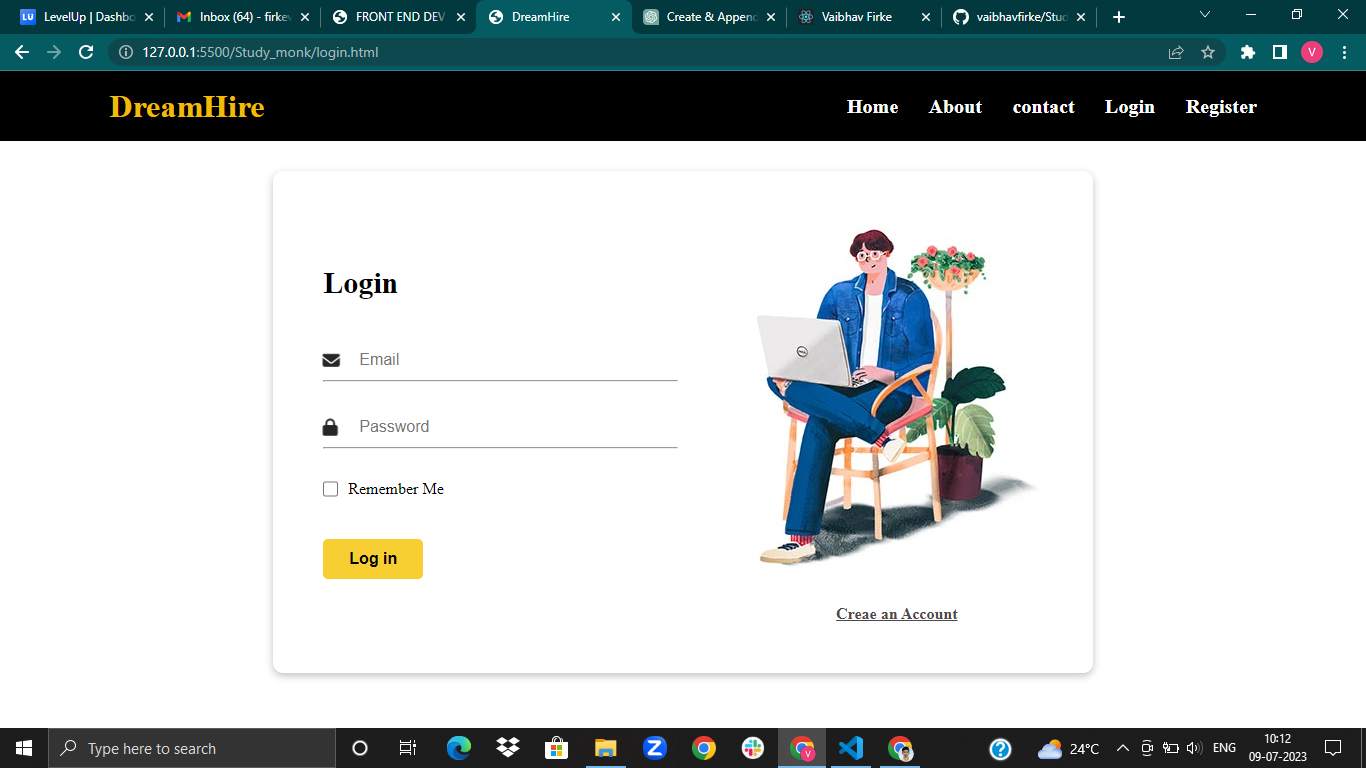 LevelUp | Dashbo
Inbox (64) - firkev
FRONT END DEV
DreamHire
Create & Append
Vaibhav Firke
vaibhavfirke/Stud
127.0.0.1:5500/Study_monk/login.html
V
DreamHire
Home About contact Login Register
Login
Email
Password
Remember Me
Log in
DELL
Creae an Account
Type here to search
24°C
ENG
10:12
09-07-2023